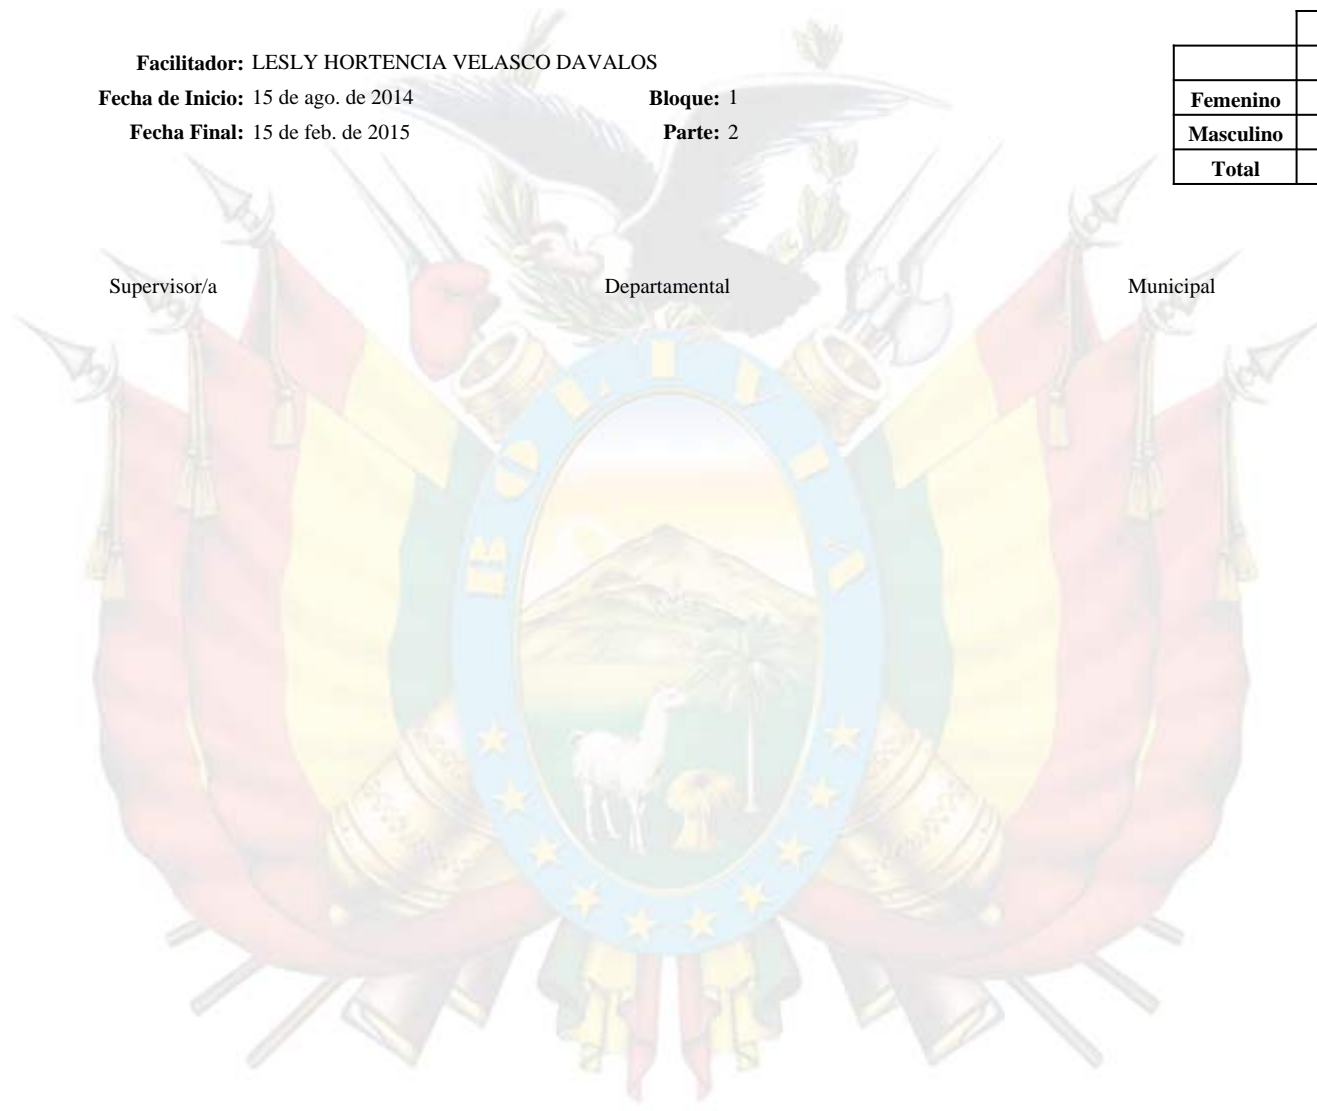 Facilitador: LESLY HORTENCIA VELASCO DAVALOS
Fecha de Inicio: 15 de ago. de 2014 Bloque: 1
Fecha Final: 15 de feb. de 2015 Parte: 2
Femenino
Masculino
Total
Supervisor/a Departamental Municipal
BOLIVIA